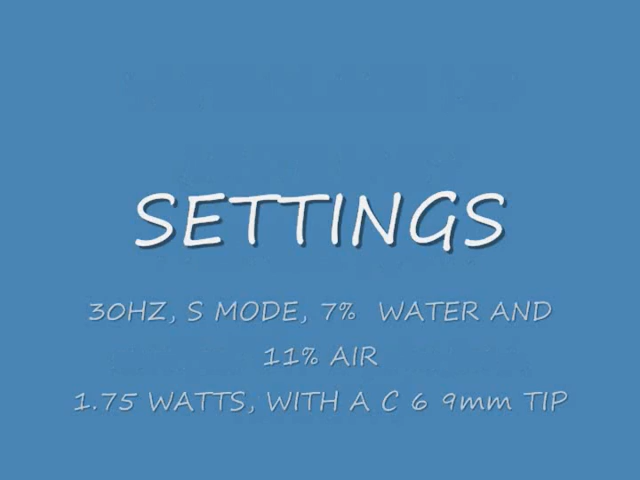 SETTINGS
30HZ, S MODE, 7% WATER AND
11% AIR
1.75 WATTS, WITH A C 6 9mm TIP